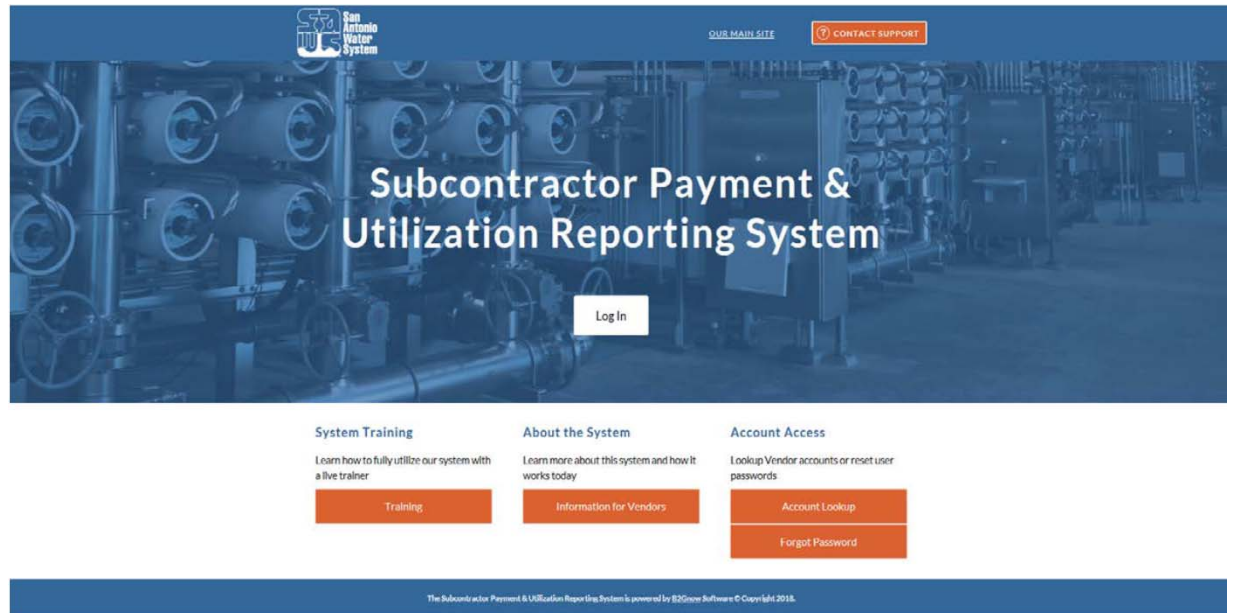 San
Antonio
Water
System
OUR MAIN SITE
? CONTACT SUPPORT
Subcontractor Payment &
Utilization Reporting System
Log In
System Training
Learn how to fully utilize our system with
a live trainer
Training
About the System
Learn more about this system and how it
works today
Information for Vendors
Account Access
Lookup Vendor accounts or reset user
passwords
Account Lookup
Forgot Password
The Subcontractor Payment & Utilization Reporting System is powered by B2Gnow Software © Copyright 2018.